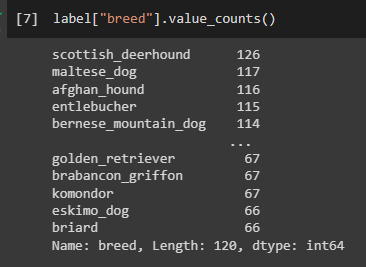 [7] label["breed"].value_counts()
scottish_deerhound 126
maltese_dog 117
afghan_hound 116
entlebucher 115
bernese_mountain_dog 114
...
golden_retriever 67
brabancon_griffon 67
komondor 67
eskimo_dog 66
briard 66
Name: breed, Length: 120, dtype: int64